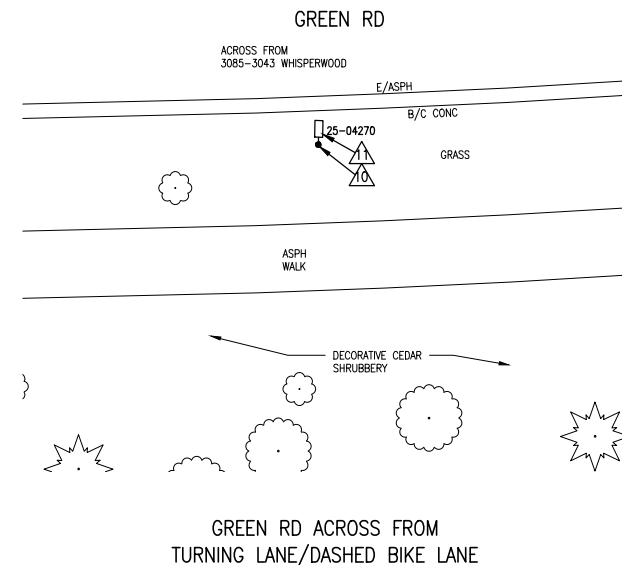 GREEN RD
ACROSS FROM
3085-3043 WHISPERWOOD
E/ASPH
B/C CONC
25-04270
11
GRASS
10
ASPH
WALK
DECORATIVE CEDAR
SHRUBBERY
GREEN RD ACROSS FROM
TURNING LANE/DASHED BIKE LANE